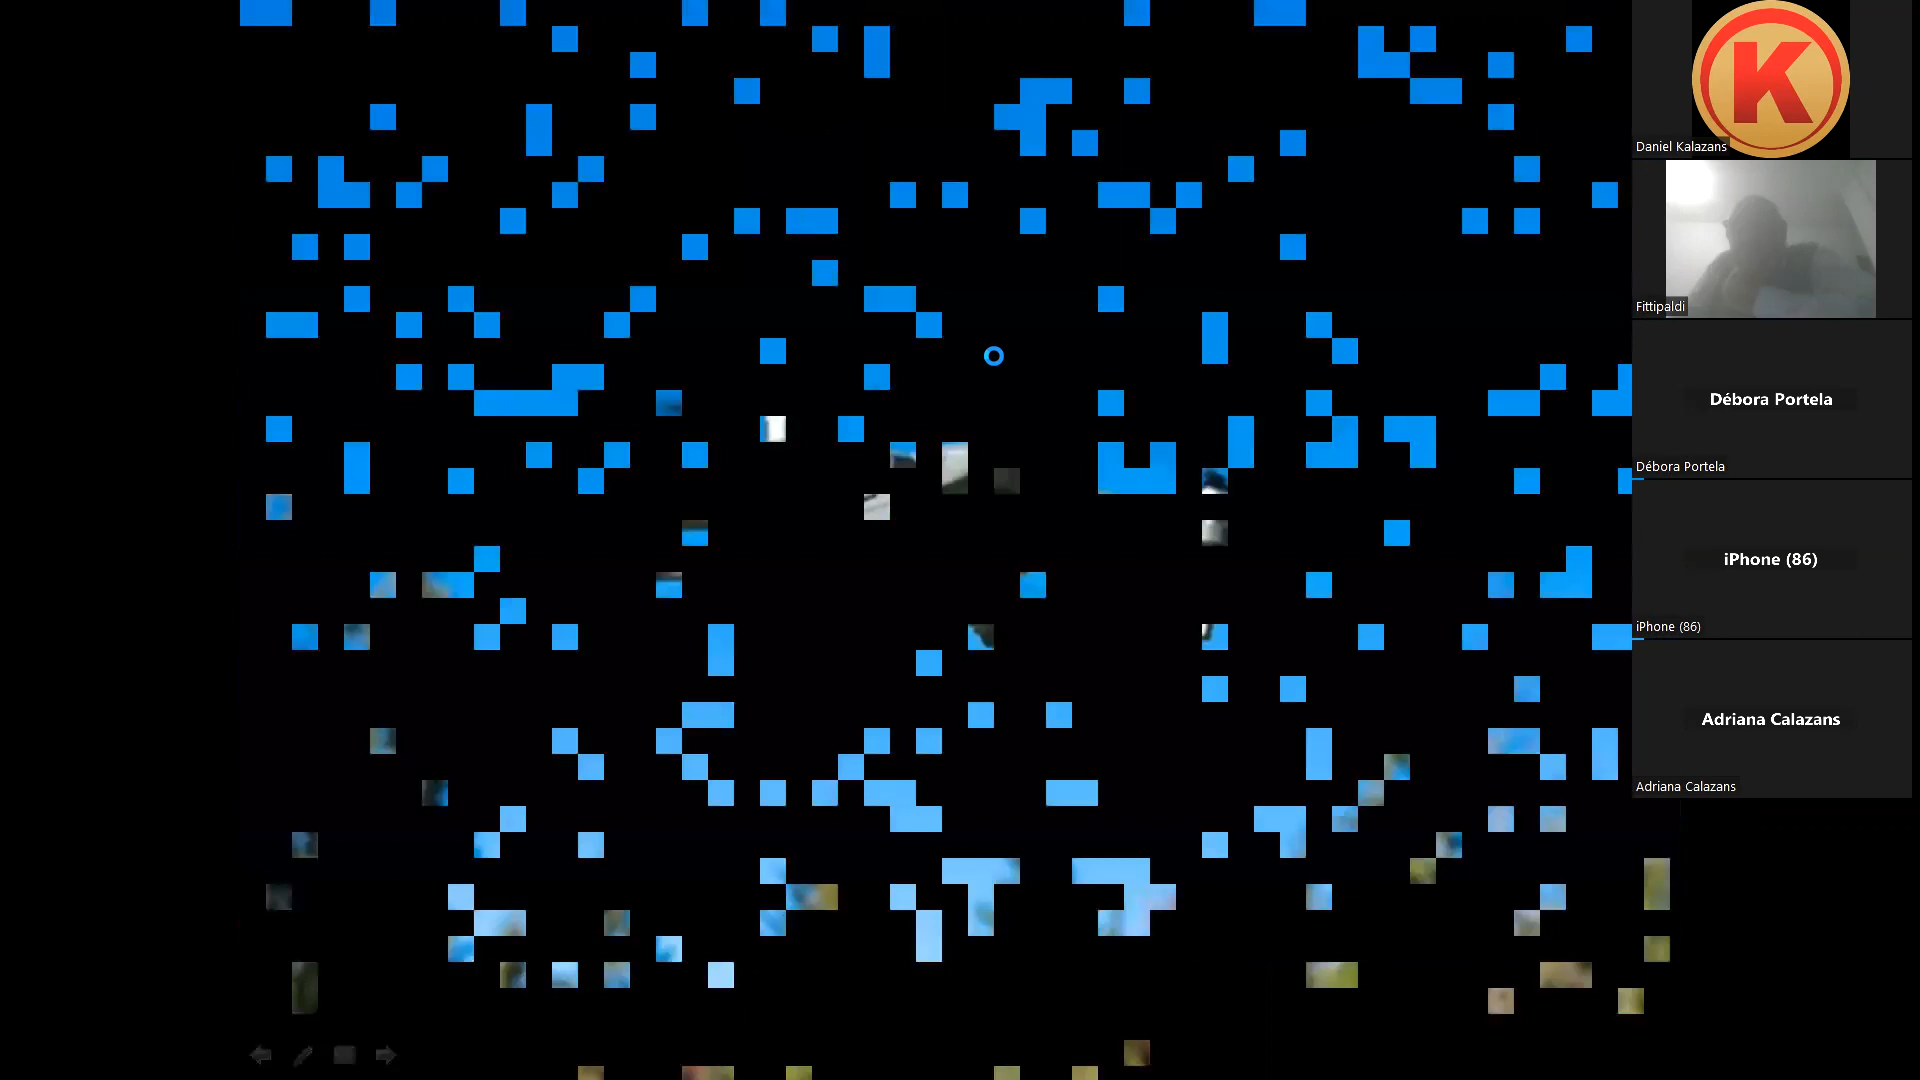 K
Daniel Kalazans
Fittipaldi
Débora Portela
Débora Portela
iPhone (86)
iPhone (86)
Adriana Calazans
Adriana Calazans